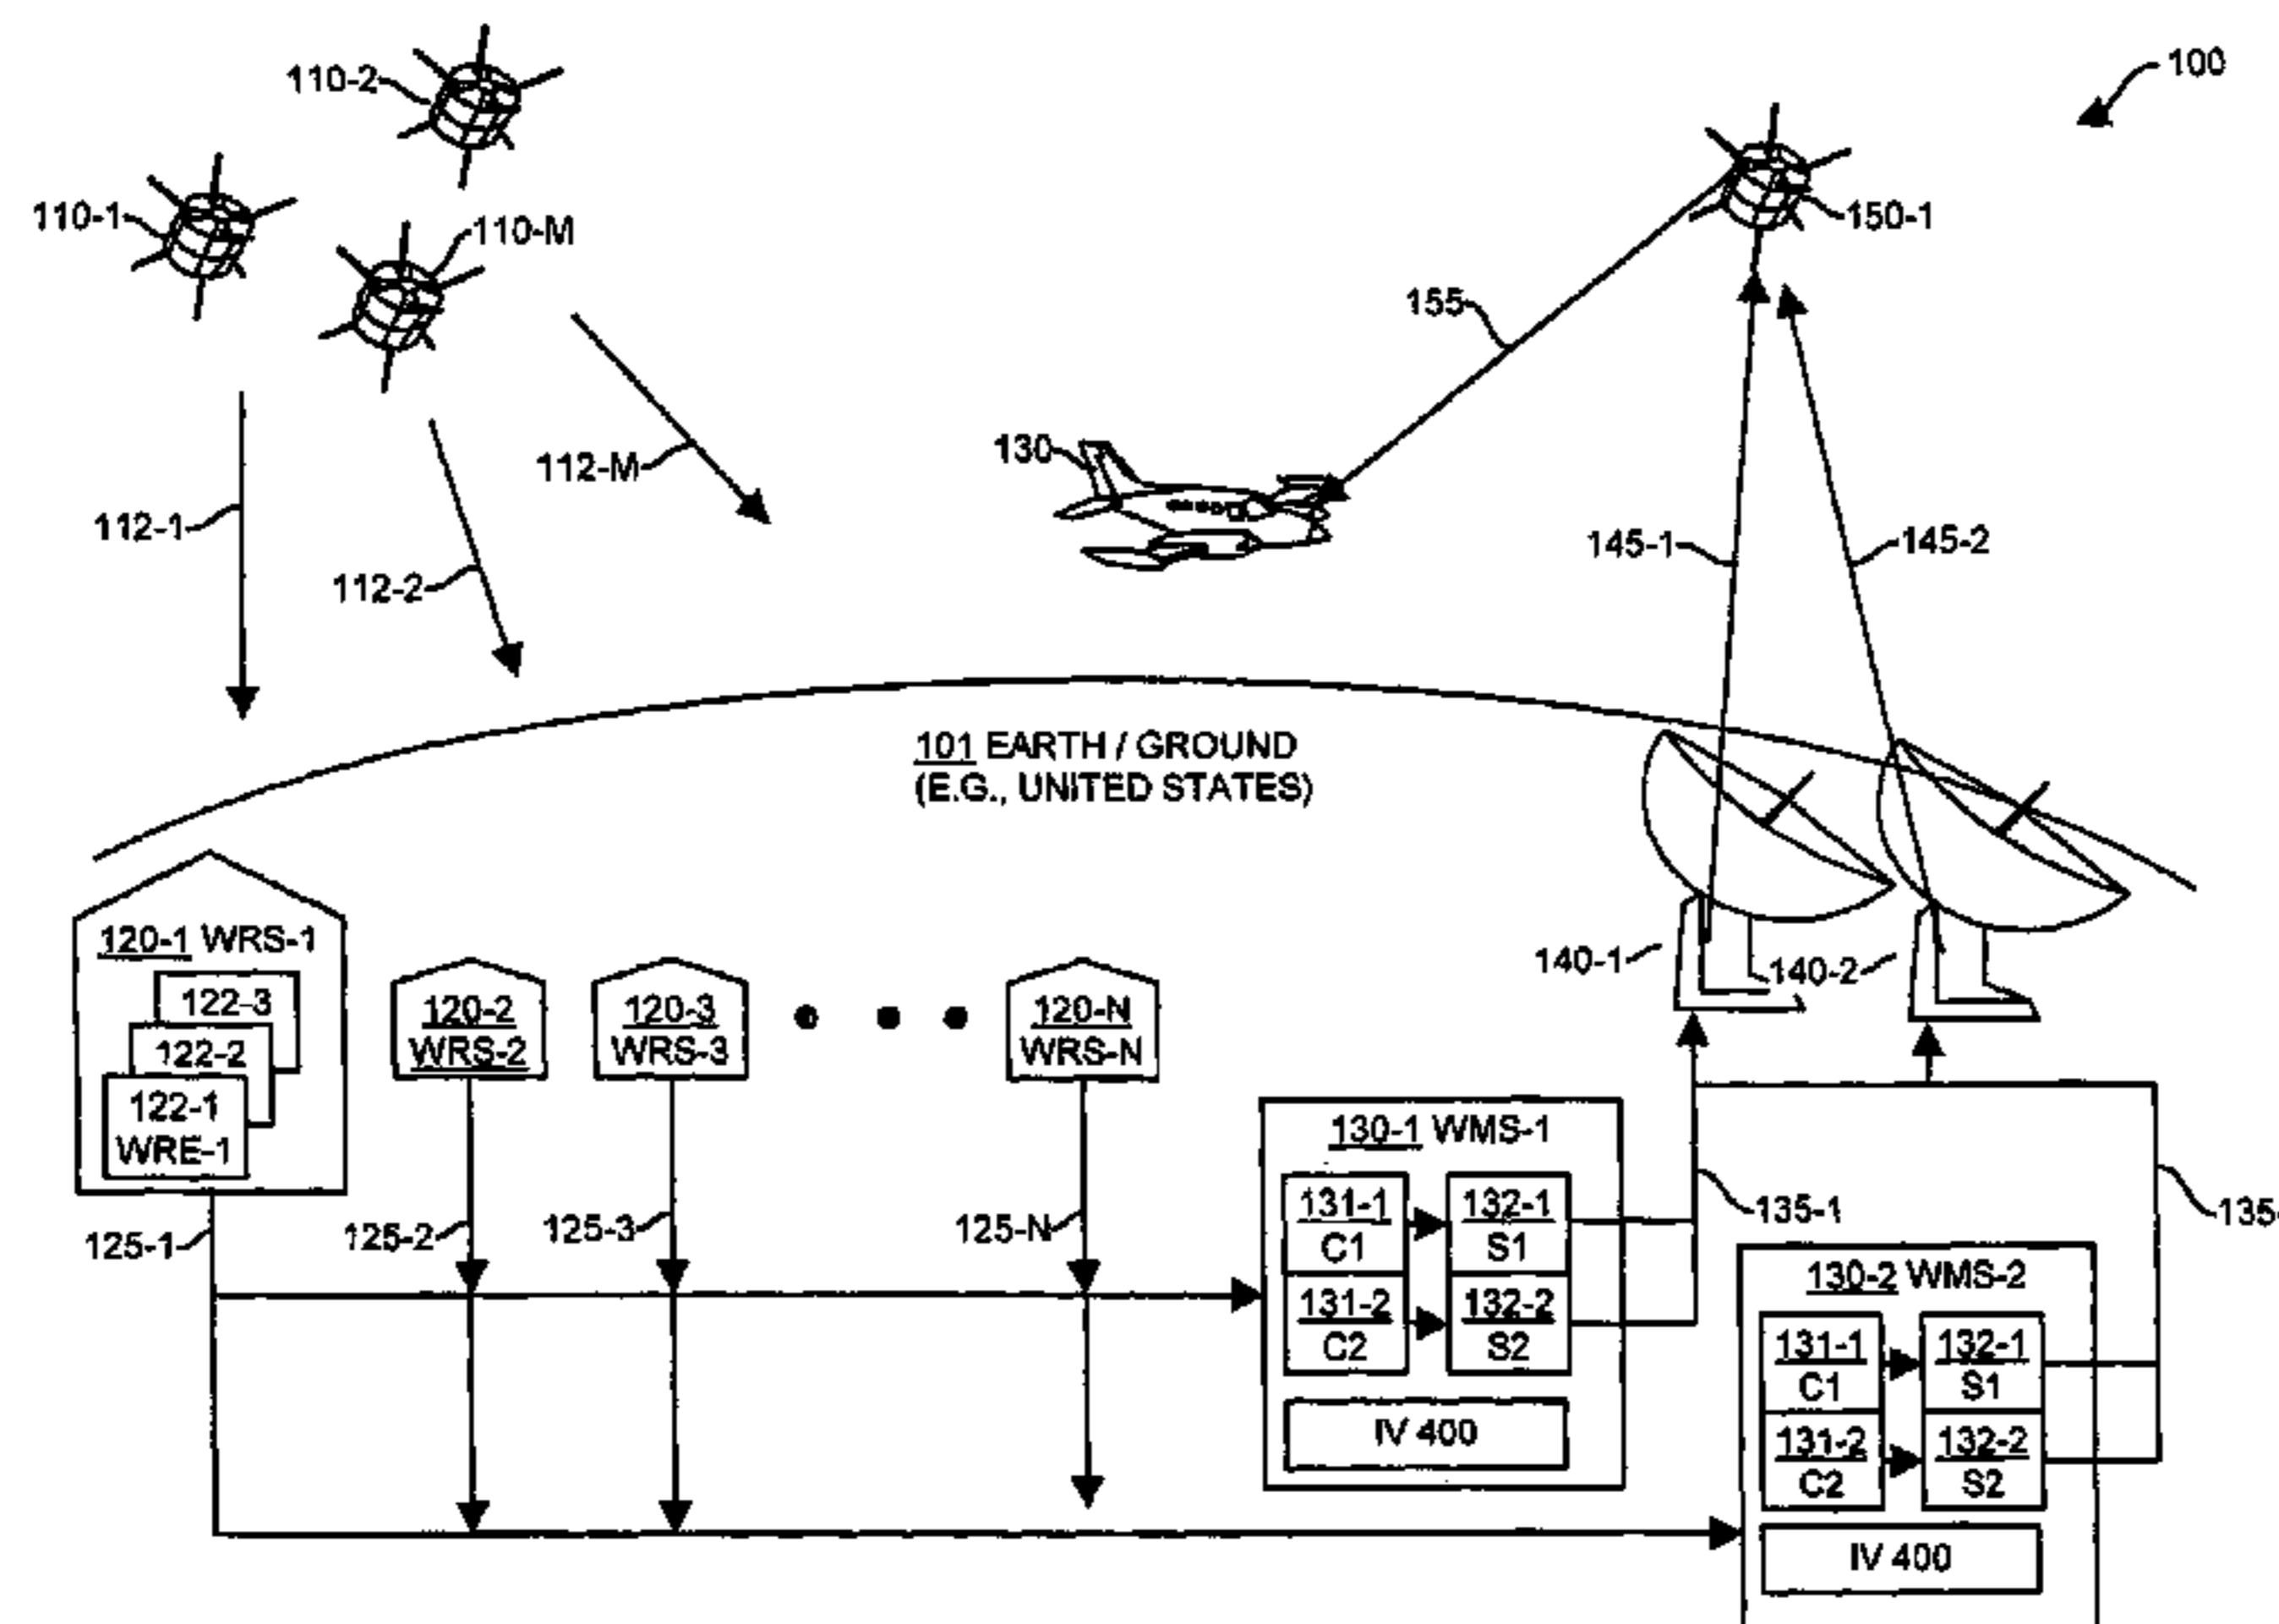 100
110-2
110-1
110-M
150-1
155
130
112-M
112-1
112-2
145-1
145-2
101 EARTH / GROUND
(E.G., UNITED STATES)
120-1 WRS-1
122-3
122-2
122-1
WRE-1
120-2
WRS-2
120-3
WRS-3
120-N
WRS-N
140-1
140-2
125-1
125-2
125-3
125-N
130-1 WMS-1
131-1
C1
132-1
S1
131-2
C2
132-2
S2
IV 400
135-1
135-
130-2 WMS-2
131-1
C1
132-1
S1
131-2
C2
132-2
S2
IV 400